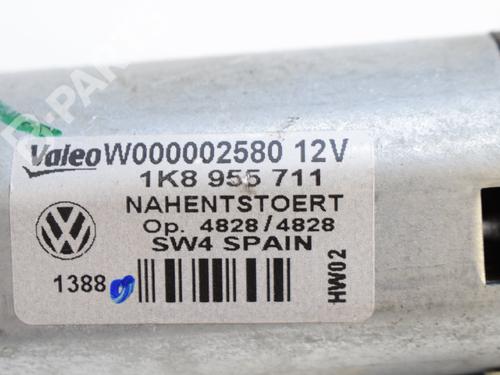 Valeo W000002580 12V
1K8 955 711
NAHENTSTOERT
Op. 4828/4828
SW4 SPAIN
1388
HW02